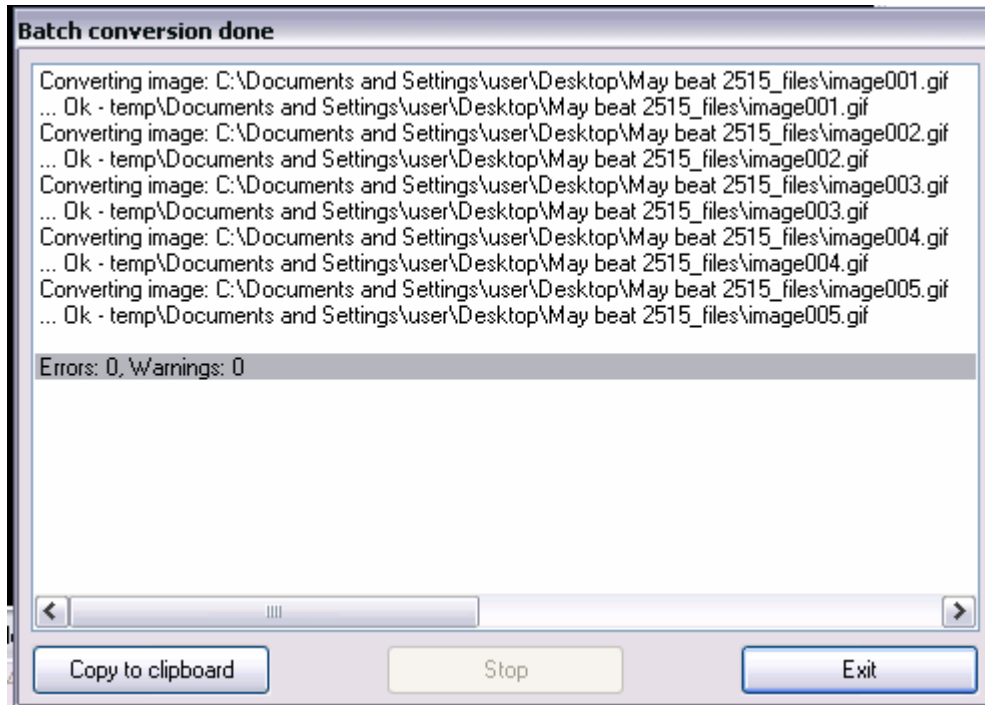 Batch conversion done
Converting image: C:\Documents and Settings\user\Desktop\May beat 2515_files\image001.gif
... Ok - temp\Documents and Settings\user\Desktop\May beat 2515_files\image001.gif
Converting image: C:\Documents and Settings\user\Desktop\May beat 2515_files\image002.gif
... Ok - temp\Documents and Settings\user\Desktop\May beat 2515_files\image002.gif
Converting image: C:\Documents and Settings\user\Desktop\May beat 2515_files\image003.gif
... Ok - temp\Documents and Settings\user\Desktop\May beat 2515_files\image003.gif
Converting image: C:\Documents and Settings\user\Desktop\May beat 2515_files\image004.gif
... Ok - temp\Documents and Settings\user\Desktop\May beat 2515_files\image004.gif
Converting image: C:\Documents and Settings\user\Desktop\May beat 2515_files\image005.gif
... Ok - temp\Documents and Settings\user\Desktop\May beat 2515_files\image005.gif
Errors: 0, Warnings: 0
Copy to clipboard
Stop
Exit